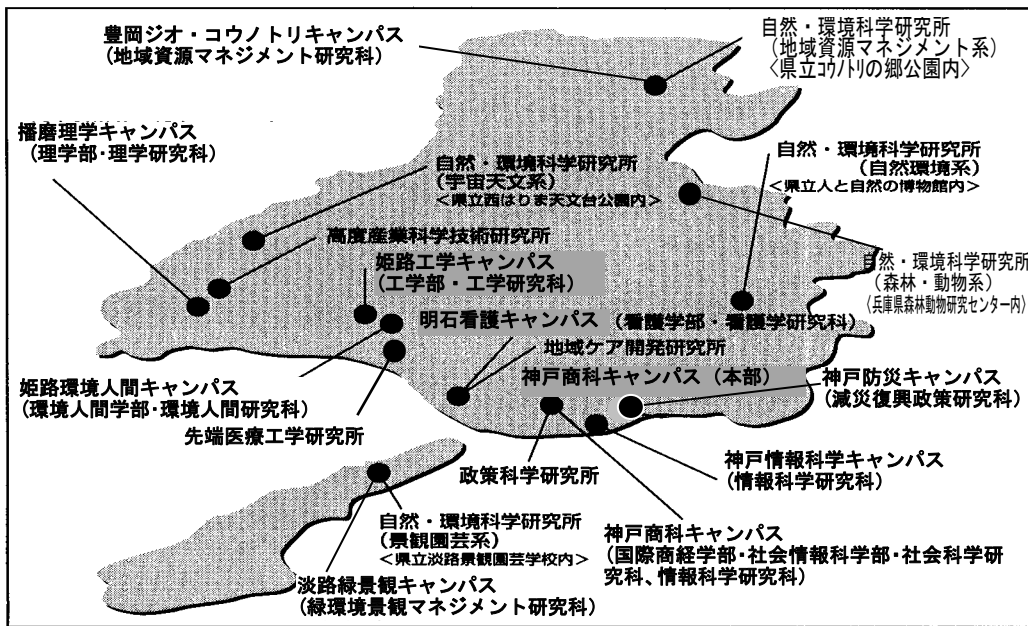 豊岡ジオ・コウノトリキャンパス
(地域資源マネジメント研究科)
自然・環境科学研究所
(地域資源マネジメント系)
〈県立コウノトリの郷公園内〉
播磨理学キャンパス
(理学部・理学研究科)
自然・環境科学研究所
(宇宙天文系)
<県立西はりま天文台公園内>
自然・環境科学研究所
(自然環境系)
<県立人と自然の博物館内>
高度産業科学技術研究所
姫路工学キャンパス
(工学部・工学研究科)
自然・環境科学研究所
(森林・動物系)
〈兵庫県森林動物研究センター内〉
明石看護キャンパス (看護学部・看護学研究科)
地域ケア開発研究所
姫路環境人間キャンパス
(環境人間学部・環境人間研究科)
神戸商科キャンパス(本部)
神戸防災キャンパス
(減災復興政策研究科)
先端医療工学研究所
政策科学研究所
神戸情報科学キャンパス
(情報科学研究科)
自然・環境科学研究所
(景観園芸系)
<県立淡路景観園芸学校内>
神戸商科キャンパス
(国際商経学部・社会情報科学部・社会科学研
究科、情報科学研究科)
淡路緑景観キャンパス
(緑環境景観マネジメント研究科)